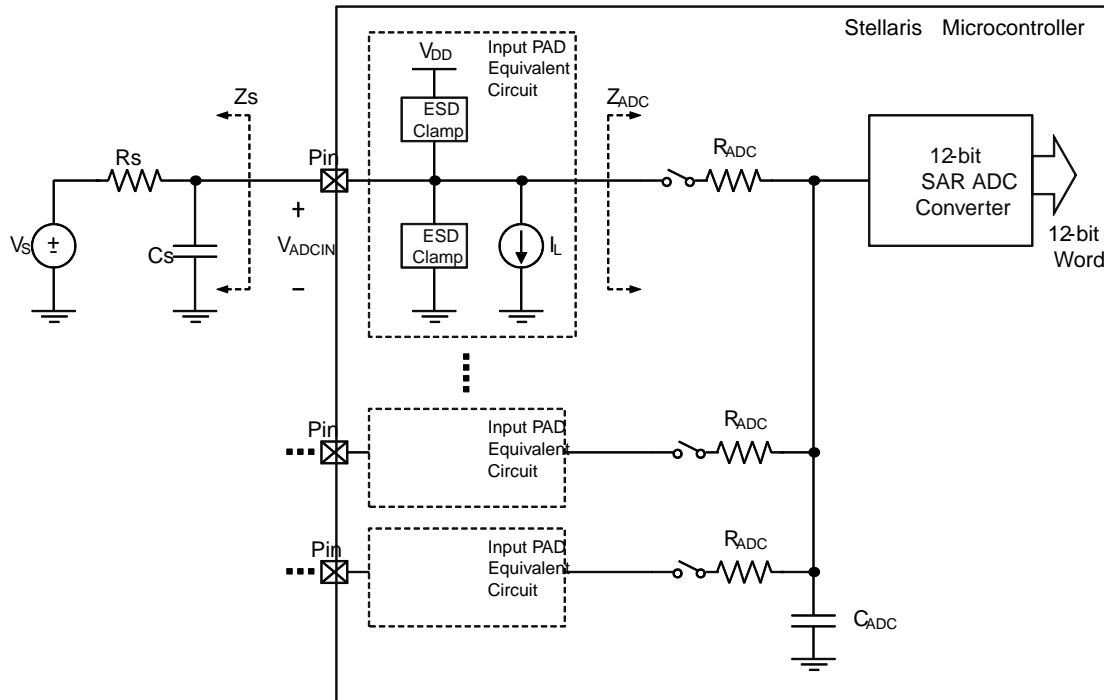 Stellaris Microcontroller
Input PAD
Equivalent
Circuit
VDD
ESD
Clamp
Zs
ZADC
Rs
Pin
RADC
12-bit
SAR ADC
Converter
+
VADCIN
−
VS
±
Cs
ESD
Clamp
IL
12-bit
Word
Pin
Input PAD
Equivalent
Circuit
RADC
Pin
Input PAD
Equivalent
Circuit
RADC
CADC